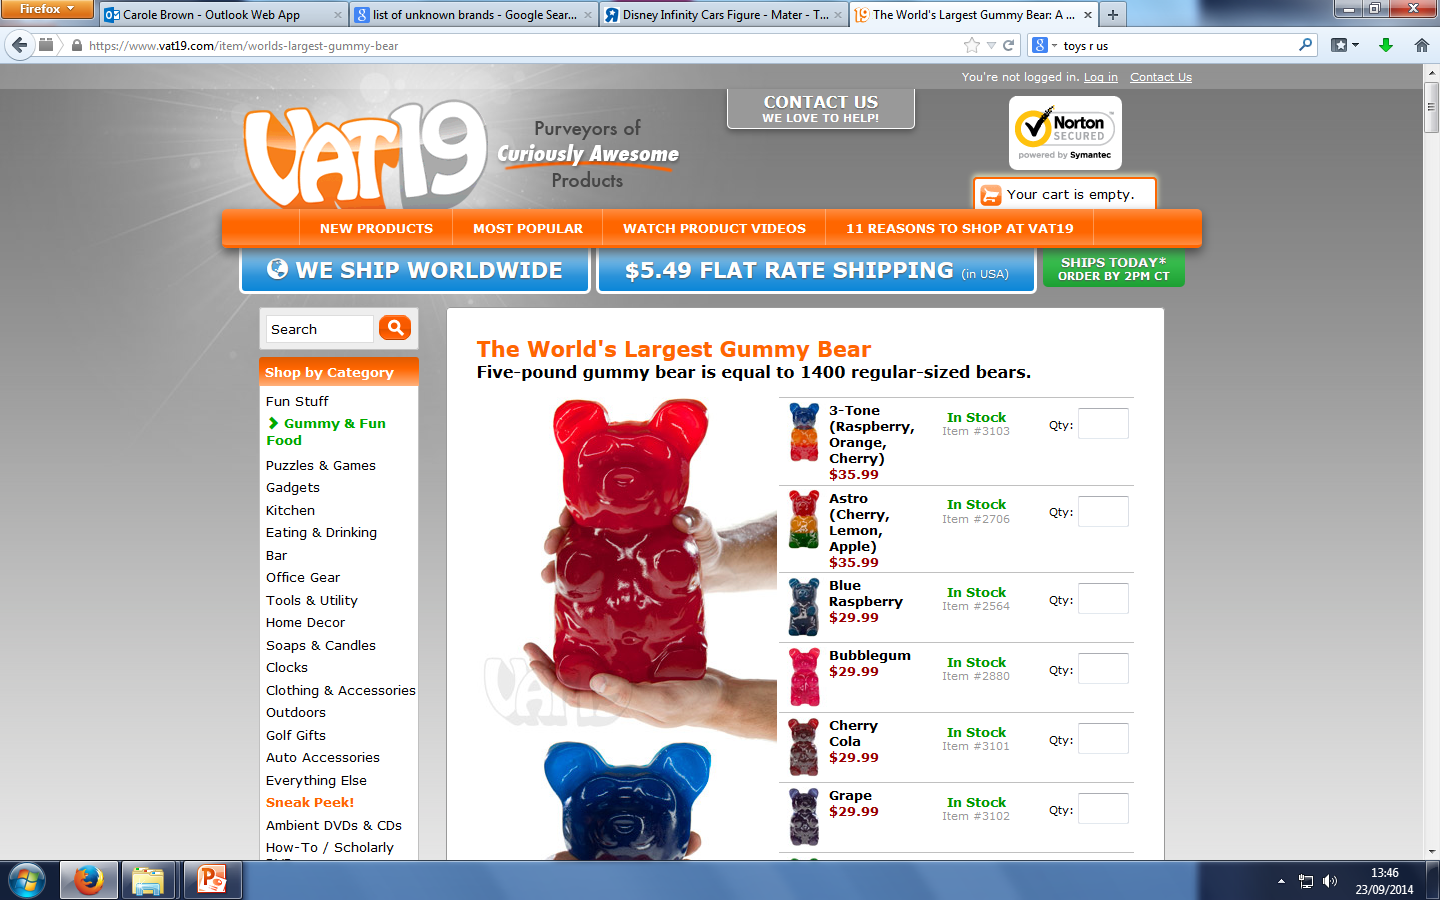 Firefox
Carole Brown - Outlook Web App
list of unknown brands - Google Sear...
Disney Infinity Cars Figure - Mater - T...
The World's Largest Gummy Bear: A ...
https://www.vat19.com/item/worlds-largest-gummy-bear
toys r us
You're not logged in. Log in Contact Us
VAT19
Purveyors of
Curiously Awesome
Products
CONTACT US
WE LOVE TO HELP!
Norton
SECURED
powered by Symantec
Your cart is empty.
NEW PRODUCTS MOST POPULAR WATCH PRODUCT VIDEOS 11 REASONS TO SHOP AT VAT19
WE SHIP WORLDWIDE
$5.49 FLAT RATE SHIPPING (in USA)
SHIPS TODAY*
ORDER BY 2PM CT
Search
Shop by Category
Fun Stuff
Gummy & Fun
Food
Puzzles & Games
Gadgets
Kitchen
Eating & Drinking
Bar
Office Gear
Tools & Utility
Home Decor
Soaps & Candles
Clocks
Clothing & Accessories
Outdoors
Golf Gifts
Auto Accessories
Everything Else
Sneak Peek!
Ambient DVDs & CDs
How-To / Scholarly
The World's Largest Gummy Bear
Five-pound gummy bear is equal to 1400 regular-sized bears.
VAT19
3-Tone
(Raspberry,
Orange,
Cherry)
$35.99
In Stock
Item #3103
Qty:
Astro
(Cherry,
Lemon,
Apple)
$35.99
In Stock
Item #2706
Qty:
Blue
Raspberry
$29.99
In Stock
Item #2564
Qty:
Bubblegum
$29.99
In Stock
Item #2880
Qty:
Cherry
Cola
$29.99
In Stock
Item #3101
Qty:
Grape
$29.99
In Stock
Item #3102
Qty:
13:46
23/09/2014